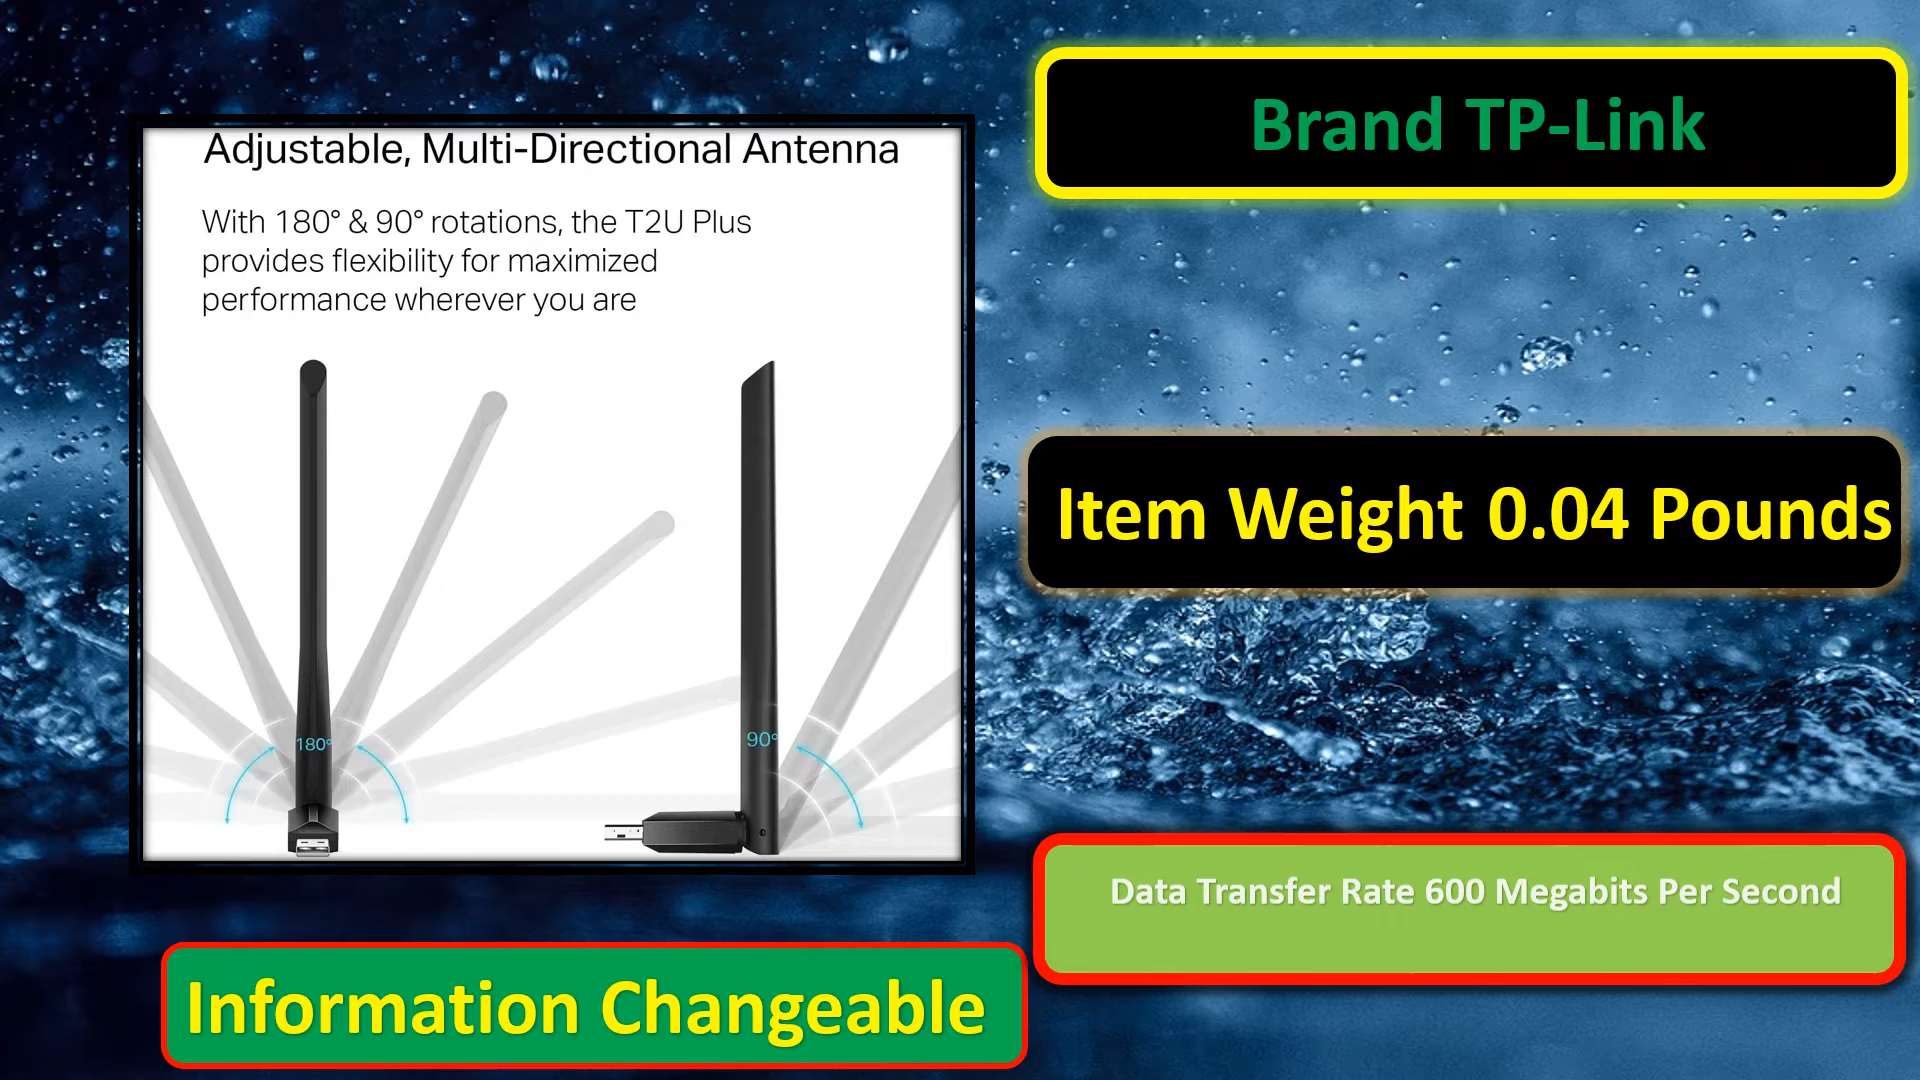 Adjustable, Multi-Directional Antenna
With 180° & 90° rotations, the T2U Plus
provides flexibility for maximized
performance wherever you are
180°
90°
Brand TP-Link
Item Weight 0.04 Pounds
Data Transfer Rate 600 Megabits Per Second
Information Changeable